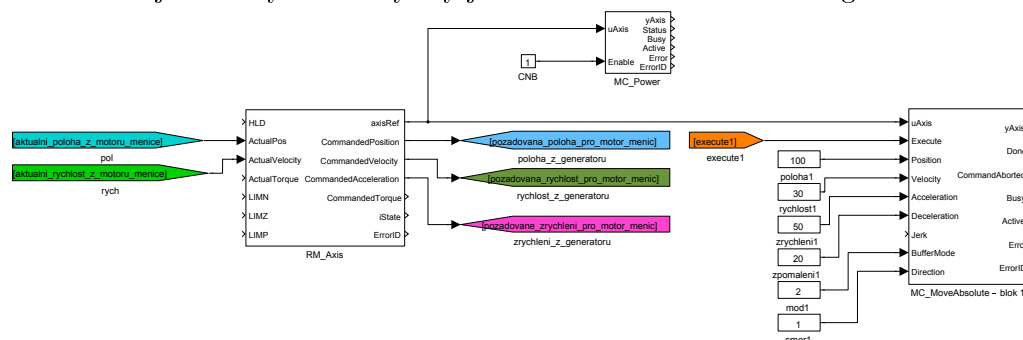 yAxis
uAxis
Status
Busy
Active
1
Enable
Error
ErrorID
CNB
MC_Power
HLD
axisRef
uAxis
yAxis
[aktualni_poloha_z_motoru_menice]
ActualPos
CommandedPosition
[pozadovana_poloha_pro_motor_menic]
[execute1]
Execute
Done
pol
poloha_z_generatoru
execute1
ActualVelocity
CommandedVelocity
100
Position
[aktualni_rychlost_z_motoru_menice]
ActualTorque
CommandedAcceleration
[pozadovana_rychlost_pro_motor_menic]
poloha1
Velocity
CommandAborted
rych
rychlost_z_generatoru
30
LIMN
CommandedTorque
rychlost1
Acceleration
Busy
50
LIMZ
iState
Deceleration
Active
[pozadovane_zrychleni_pro_motor_menic]
zrychleni1
LIMP
ErrorID
zrychleni_z_generatoru
20
Jerk
Error
RM_Axis
zpomaleni1
BufferMode
2
Direction
ErrorID
mod1
MC_MoveAbsolute – blok 1
1